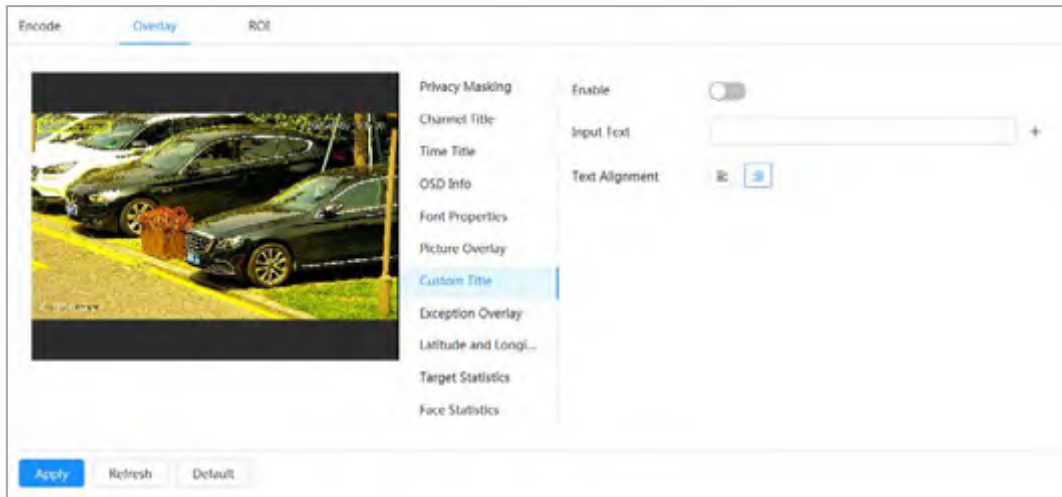 Encode Overlay ROI
Privacy Masking
Channel Title
Time Title
OSD Info
Font Properties
Picture Overlay
Custom Title
Exception Overlay
Latitude and Longi...
Target Statistics
Face Statistics
Enable
Input Text +
Text Alignment
Apply Refresh Default